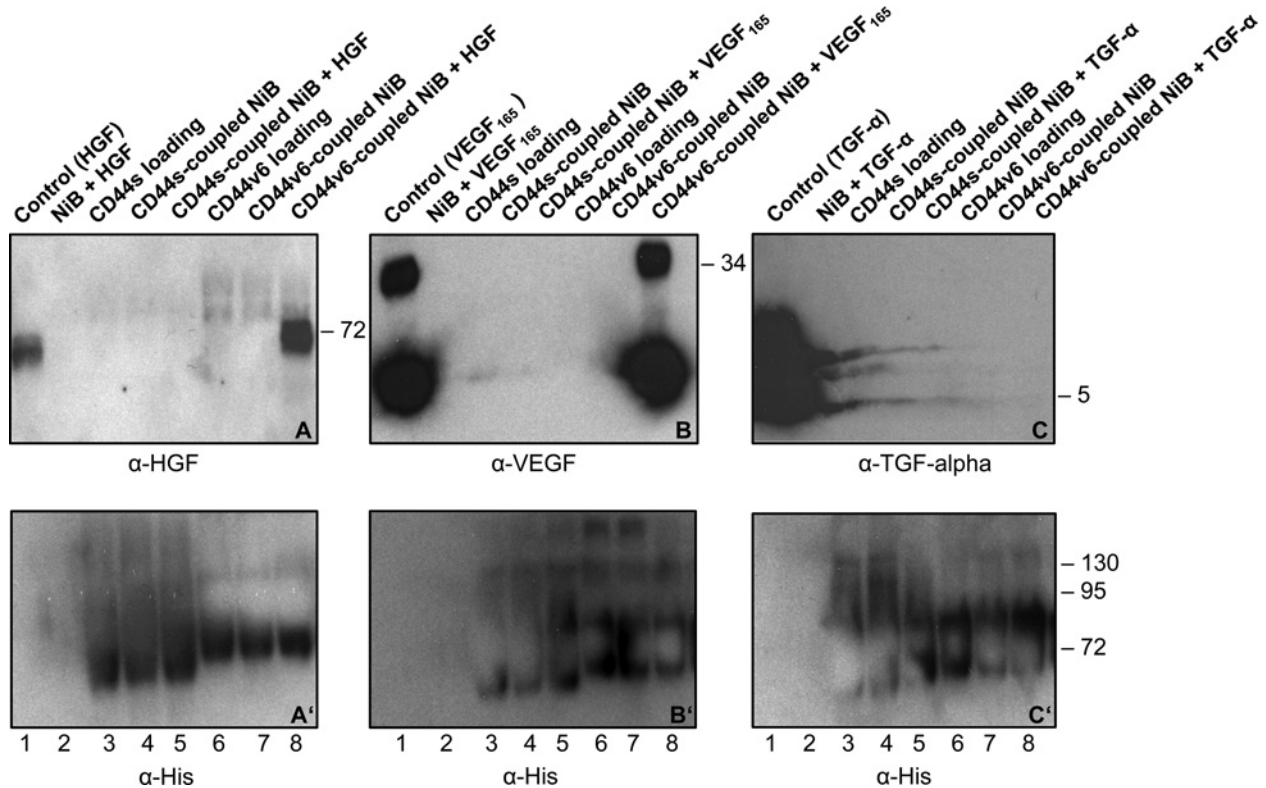 Control (HGF)
NiB + HGF
CD44s loading
CD44s-coupled NiB
CD44s-coupled NiB + HGF
CD44v6 loading
CD44v6-coupled NiB
CD44v6-coupled NiB + HGF
Control (VEGF165)
NiB + VEGF165
CD44s loading
CD44s-coupled NiB
CD44s-coupled NiB + VEGF165
CD44v6 loading
CD44v6-coupled NiB
CD44v6-coupled NiB + VEGF165
Control (TGF-α)
NiB + TGF-α
CD44s loading
CD44s-coupled NiB
CD44s-coupled NiB + TGF-α
CD44v6 loading
CD44v6-coupled NiB
CD44v6-coupled NiB + TGF-α
A
– 72
B
– 34
C
– 5
α-HGF
α-VEGF
α-TGF-alpha
A'
B'
C'
– 130
– 95
– 72
1 2 3 4 5 6 7 8
1 2 3 4 5 6 7 8
1 2 3 4 5 6 7 8
α-His
α-His
α-His